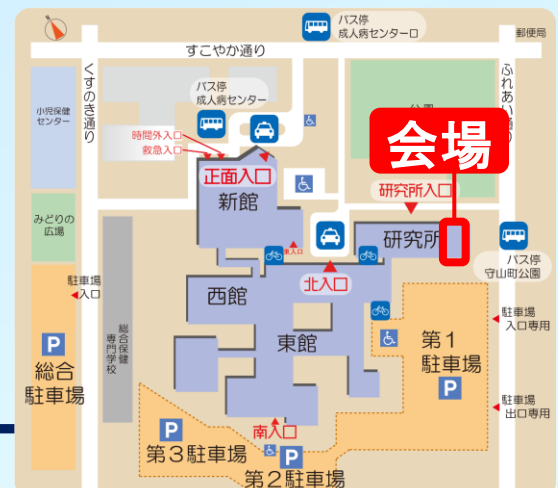 バス停
成人病センター口
郵便局
すこやか通り
くすのき通り
ふれあい通り
小児保健
センター
バス停
成人病センター
公園
会場
時間外入口
救急入口
正面入口
新館
研究所入口
研究所
みどりの
広場
東入口
北入口
バス停
守山町公園
駐車場
入口
西館
東館
総合保健
専門学校
第1
駐車場
P
駐車場
入口専用
P
総合
駐車場
駐車場
出口専用
P
第3駐車場
南入口
P
第2駐車場